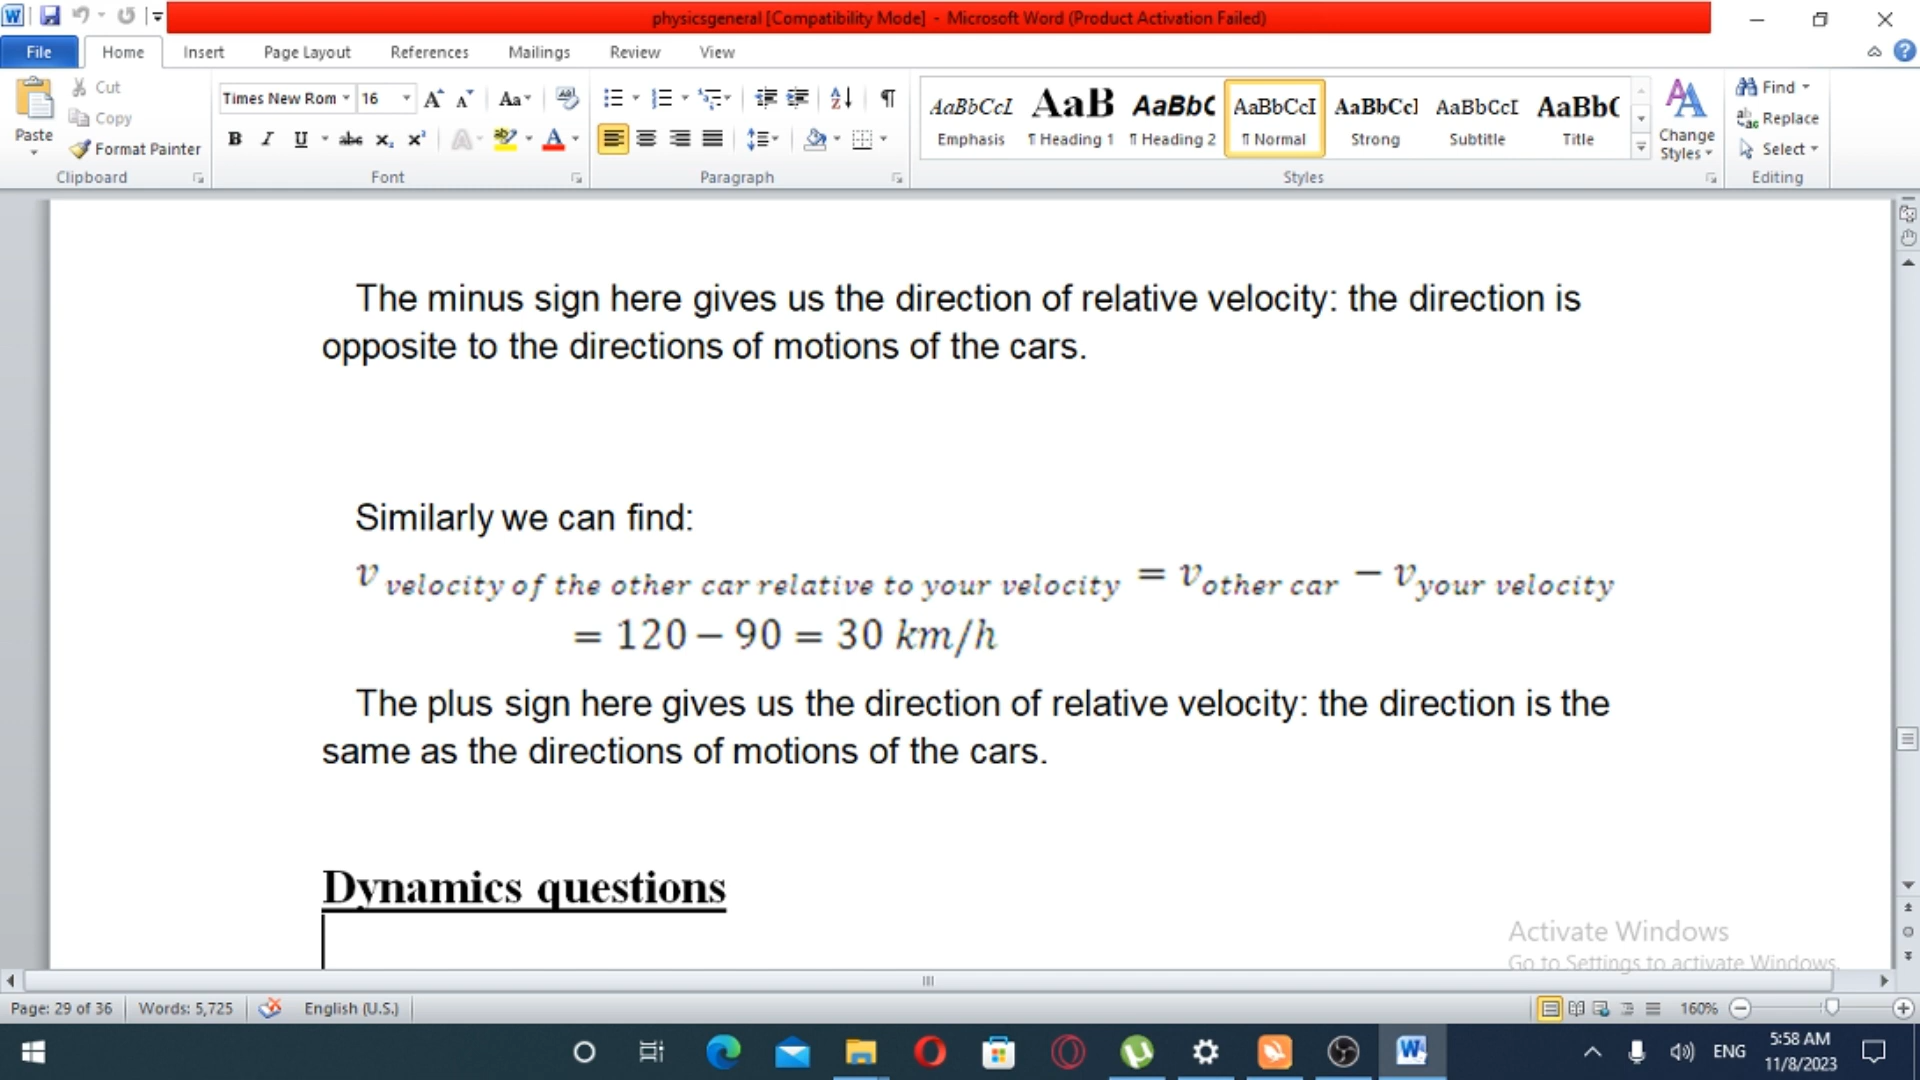 physicsgeneral [Compatibility Mode] - Microsoft Word (Product Activation Failed)
File Home Insert Page Layout References Mailings Review View
Paste
Cut
Copy
Format Painter
Clipboard
Times New Rom 16
Font
Paragraph
AaBbCcI AaB AaBbC AaBbCcI AaBbCcl AaBbCcI AaBb(
Emphasis ¶ Heading 1 ¶ Heading 2 ¶ Normal Strong Subtitle Title
Change
Styles
Styles
Find
Replace
Select
Editing
The minus sign here gives us the direction of relative velocity: the direction is
opposite to the directions of motions of the cars.
Similarly we can find:
v velocity of the other car relative to your velocity = v other car − v your velocity
= 120 − 90 = 30 km/h
The plus sign here gives us the direction of relative velocity: the direction is the
same as the directions of motions of the cars.
Dynamics questions
Activate Windows
Go to Settings to activate Windows.
Page: 29 of 36 Words: 5,725 English (U.S.) 160%
ENG
5:58 AM
11/8/2023